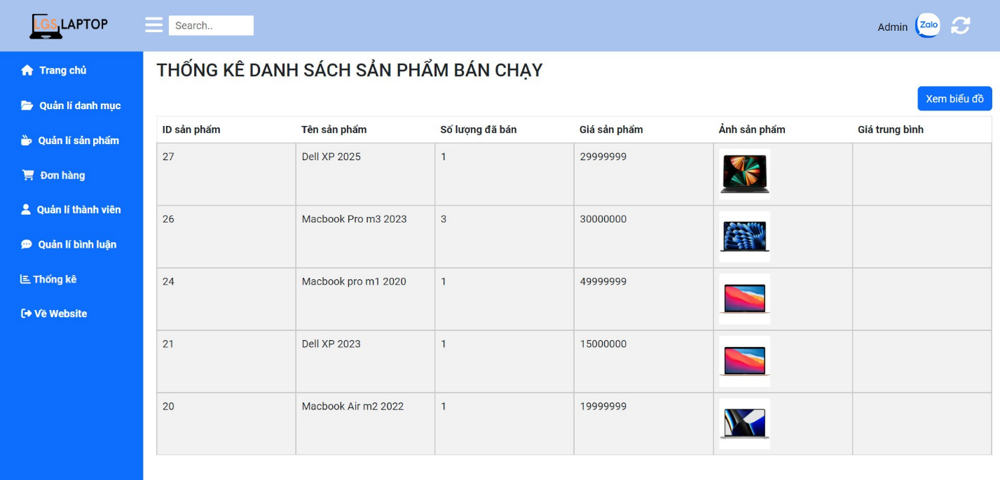 LGS LAPTOP
Search..
Admin
Zalo
Trang chủ
Quản lí danh mục
Quản lí sản phẩm
Đơn hàng
Quản lí thành viên
Quản lí bình luận
Thống kê
Về Website
THỐNG KÊ DANH SÁCH SẢN PHẨM BÁN CHẠY
Xem biểu đồ
ID sản phẩm Tên sản phẩm Số lượng đã bán Giá sản phẩm Ảnh sản phẩm Giá trung bình
27 Dell XP 2025 1 29999999
26 Macbook Pro m3 2023 3 30000000
24 Macbook pro m1 2020 1 49999999
21 Dell XP 2023 1 15000000
20 Macbook Air m2 2022 1 19999999